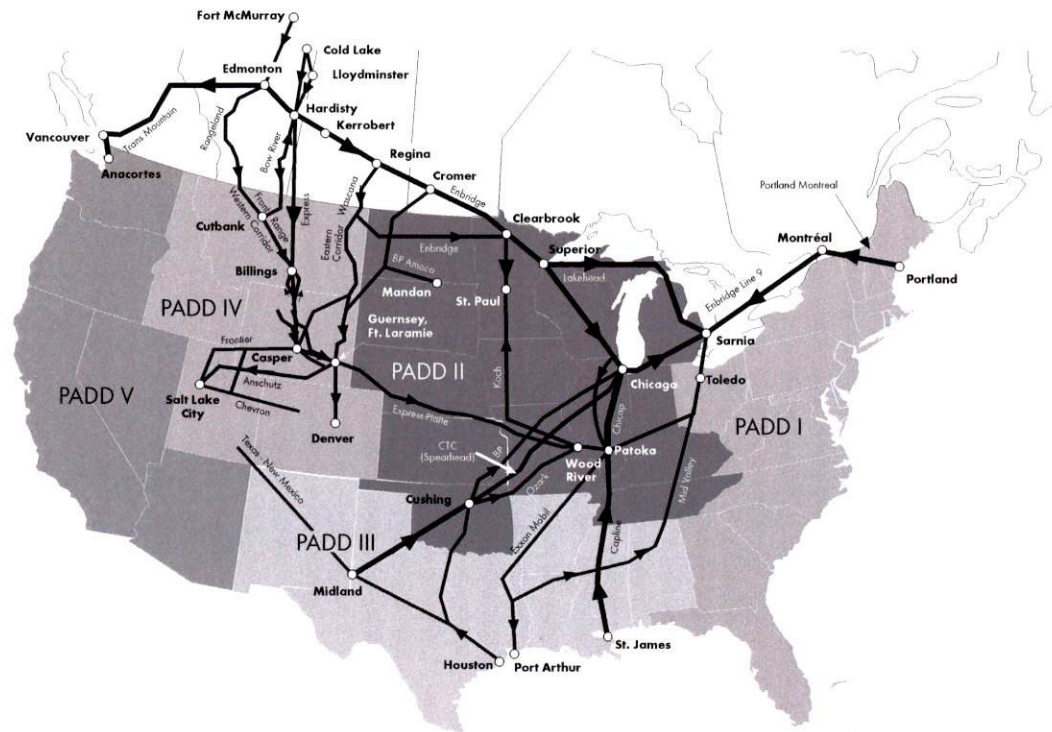 Fort McMurray
Cold Lake
Edmonton
Lloydminster
Hardisty
Kerrobert
Vancouver
Trans Mountain
Rangeland
Bow River
Anacortes
Regina
Cromer
Enbridge
Portland Montreal
Wascana
Express
Front Range
Western Corridor
Cutbank
Clearbrook
Montréal
Eastern Corridor
Enbridge
Superior
Lakehead
Portland
BP Amoco
Billings
Mandan
St. Paul
Enbridge Line 9
PADD IV
Guernsey,
Ft. Laramie
Sarnia
Frontier
Casper
PADD II
Koch
Chicago
Toledo
Anschutz
PADD V
Salt Lake
City
Chevron
Express-Platte
Chicap
PADD I
Denver
CTC
(Spearhead)
BP
Wood
River
Patoka
Texas - New Mexico
Ozark
Mid Valley
Cushing
Exxon Mobil
PADD III
Capline
Midland
St. James
Houston
Port Arthur